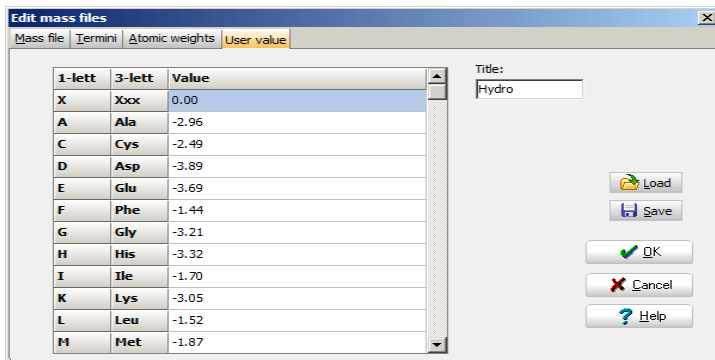 Edit mass files
Mass file Termini Atomic weights User value
Title:
Hydro
1-lett 3-lett Value
X Xxx 0.00
A Ala -2.96
C Cys -2.49
D Asp -3.89
E Glu -3.69
F Phe -1.44
G Gly -3.21
H His -3.32
I Ile -1.70
K Lys -3.05
L Leu -1.52
M Met -1.87
Load
Save
OK
Cancel
Help